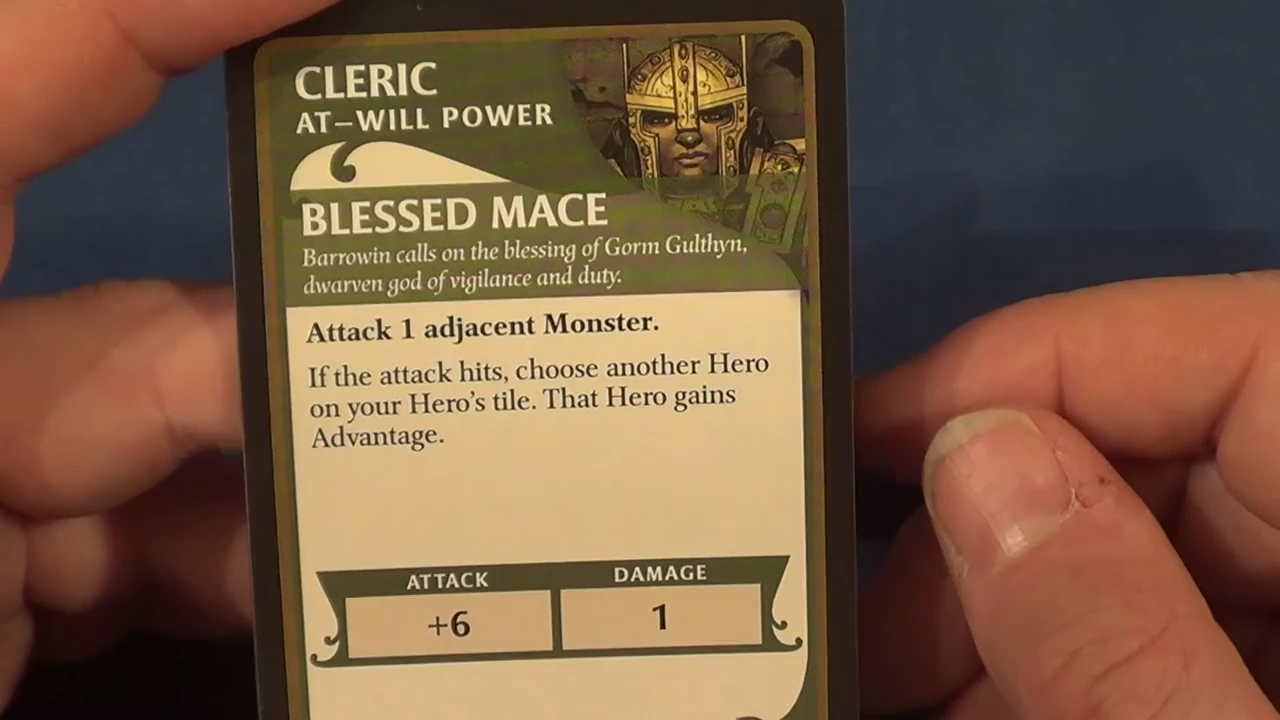 CLERIC
AT–WILL POWER
BLESSED MACE
Barrowin calls on the blessing of Gorm Gulthyn,
dwarven god of vigilance and duty.
Attack 1 adjacent Monster.
If the attack hits, choose another Hero
on your Hero's tile. That Hero gains
Advantage.
ATTACK DAMAGE
+6 1